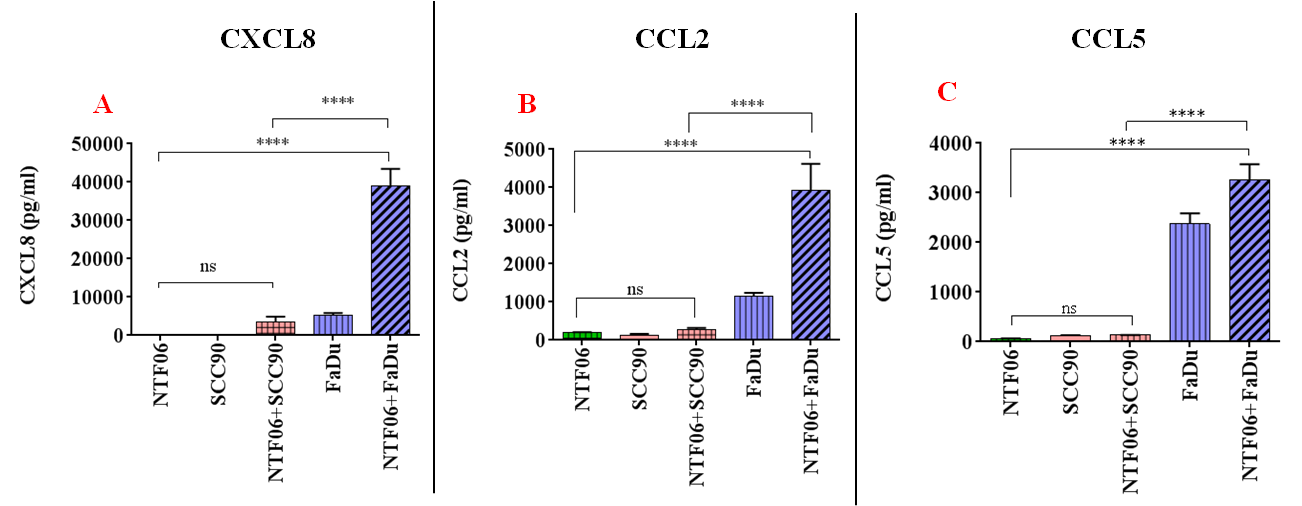 CXCL8
A
****
****
ns
CXCL8 (pg/ml)
50000
40000
30000
20000
10000
0
NTF06
SCC90
NTF06+SCC90
FaDu
NTF06+FaDu
CCL2
B
****
****
ns
CCL2 (pg/ml)
5000
4000
3000
2000
1000
0
NTF06
SCC90
NTF06+SCC90
FaDu
NTF06+FaDu
CCL5
C
****
****
ns
CCL5 (pg/ml)
4000
3000
2000
1000
0
NTF06
SCC90
NTF06+SCC90
FaDu
NTF06+FaDu